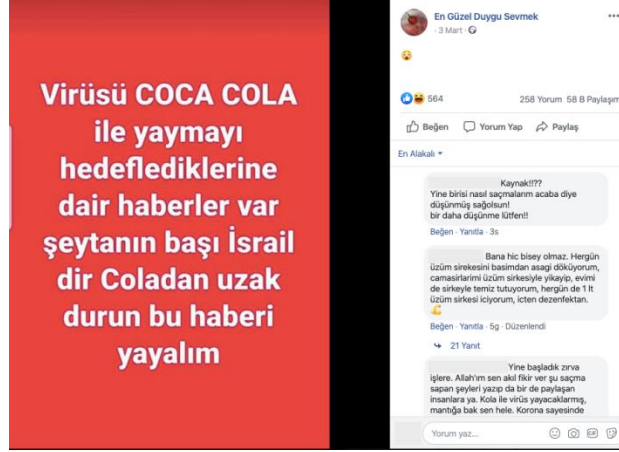 Virüsü COCA COLA
ile yaymayı
hedeflediklerine
dair haberler var
şeytanın başı İsrail
dir Coladan uzak
durun bu haberi
yayalım
En Güzel Duygu Sevmek
3 Mart
564
258 Yorum 58 B Paylaşım
Beğen Yorum Yap Paylaş
En Alakalı
Kaynak!!??
Yine birisi nasıl saçmalarım acaba diye
düşünmüş sağolsun!
bir daha düşünme lütfen!!
Beğen · Yanıtla · 3s
Bana hic bisey olmaz. Hergün
üzüm sirekesini basimdan asagi döküyorum,
camasirlarimi üzüm sirkesiyle yikayip, evimi
de sirkeyle temiz tutuyorum, hergün de 1 lt
üzüm sirkesi iciyorum, icten dezenfektan.
Beğen · Yanıtla · 5g · Düzenlendi
21 Yanıt
Yine başladık zırva
işlere. Allah'ım sen akıl fikir ver şu saçma
sapan şeyleri yazıp da bir de paylaşan
insanlara ya. Kola ile virüs yayacaklarmış,
mantığa bak sen hele. Korona sayesinde
Yorum yaz...
GIF